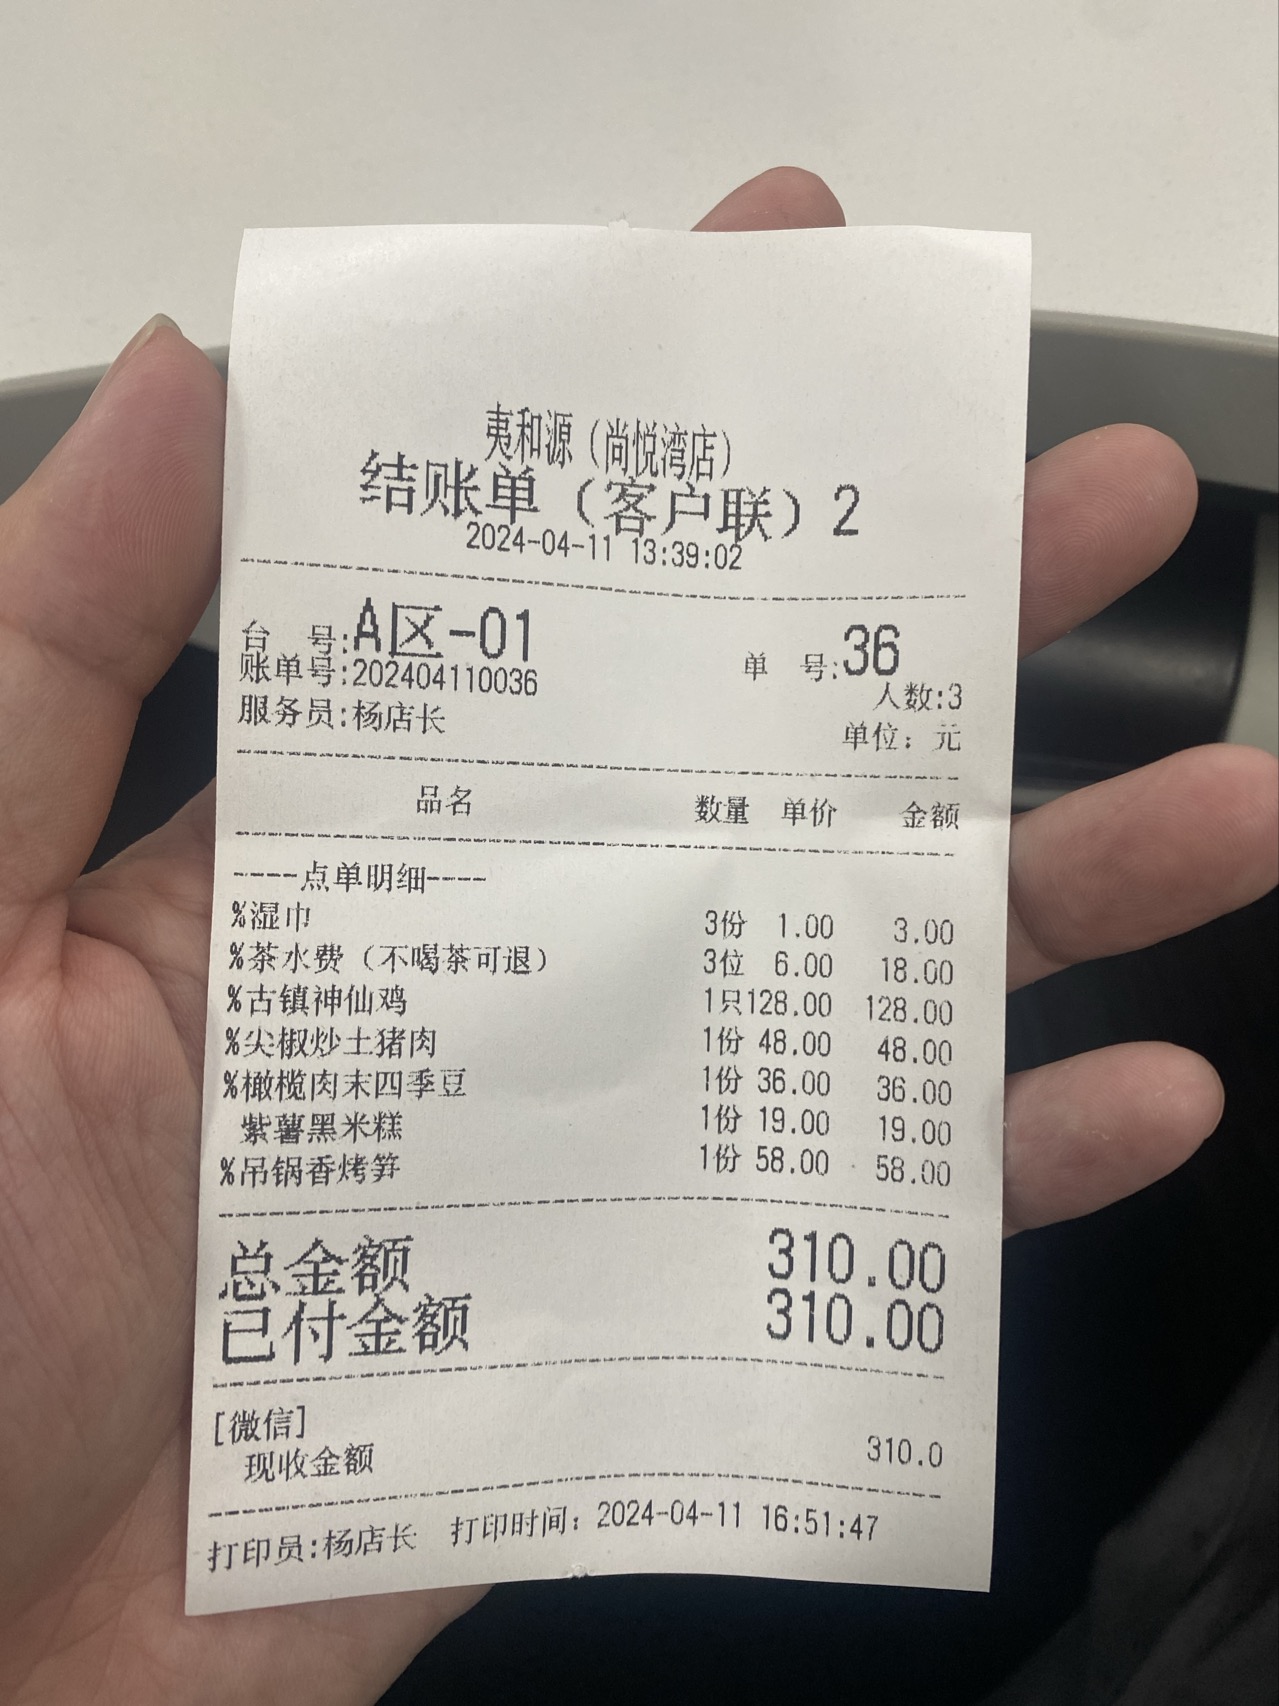 夷和源（尚悦湾店）
结账单（客户联）2
2024-04-11 13:39:02
台 号:A区-01 单 号:36
账单号:202404110036 人数:3
服务员:杨店长 单位：元
品名 数量 单价 金额
----点单明细----
%湿巾 3份 1.00 3.00
%茶水费（不喝茶可退） 3位 6.00 18.00
%古镇神仙鸡 1只128.00 128.00
%尖椒炒土猪肉 1份 48.00 48.00
%橄榄肉末四季豆 1份 36.00 36.00
紫薯黑米糕 1份 19.00 19.00
%吊锅香烤笋 1份 58.00 58.00
总金额 310.00
已付金额 310.00
[微信]
现收金额 310.0
打印员:杨店长 打印时间：2024-04-11 16:51:47